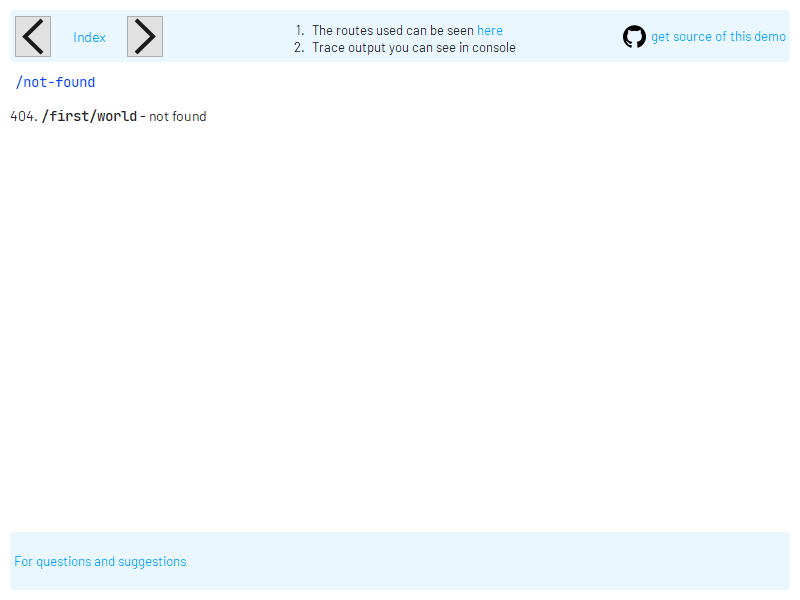 Index
1. The routes used can be seen here
2. Trace output you can see in console
get source of this demo
/not-found
404. /first/world - not found
For questions and suggestions